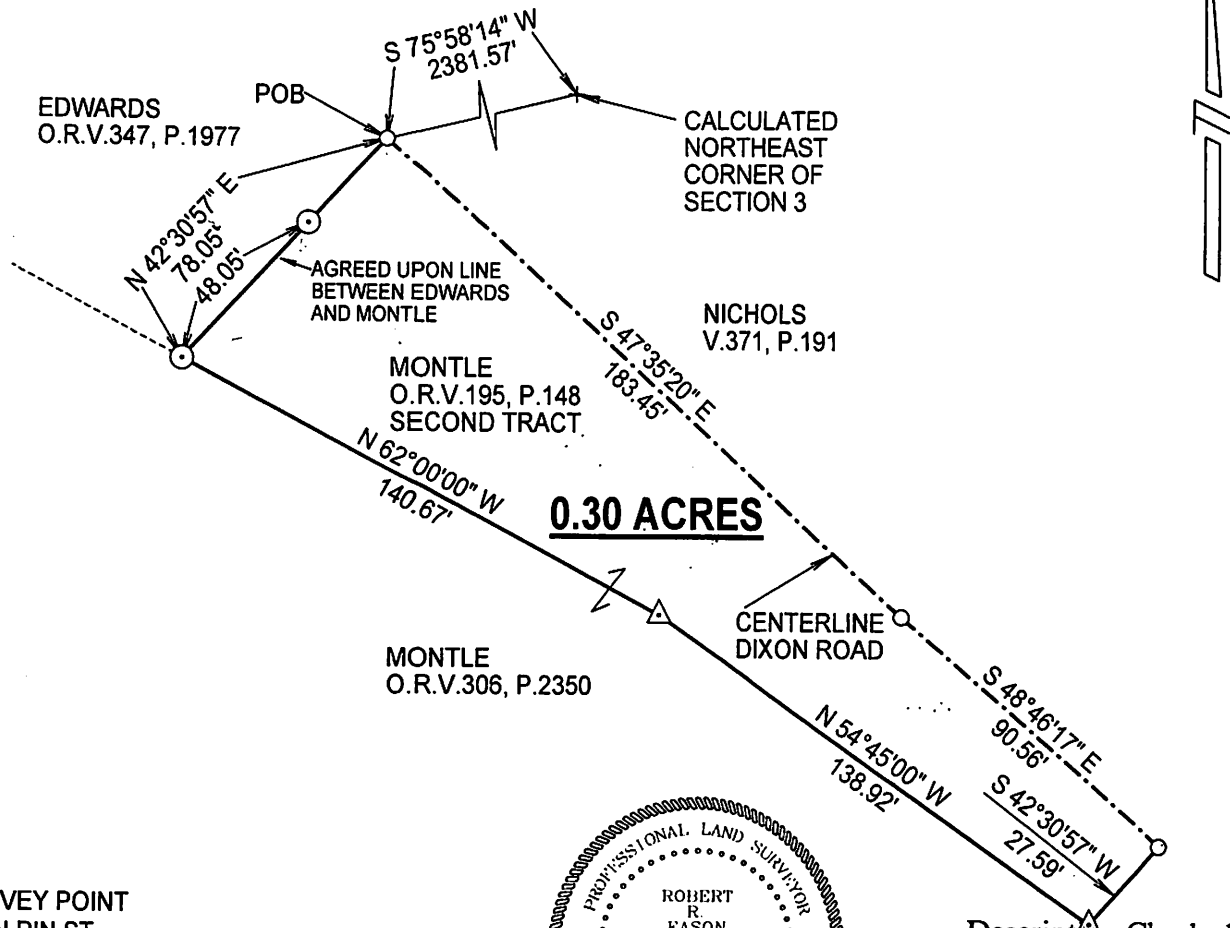 S 75°58'14" W
2381.57'
POB
EDWARDS
O.R.V.347, P.1977
CALCULATED
NORTHEAST
CORNER OF
SECTION 3
N 42°30'57" E
78.05'
48.05'
AGREED UPON LINE
BETWEEN EDWARDS
AND MONTLE
NICHOLS
V.371, P.191
S 47°35'20" E
183.45'
MONTLE
O.R.V.195, P.148
SECOND TRACT
N 62°00'00" W
140.67'
0.30 ACRES
CENTERLINE
DIXON ROAD
MONTLE
O.R.V.306, P.2350
S 48°46'17" E
90.56'
N 54°45'00" W
138.92'
S 42°30'57" W
27.59'
PROFESSIONAL LAND SURVEYOR
ROBERT
R.
EASON
VEY POINT